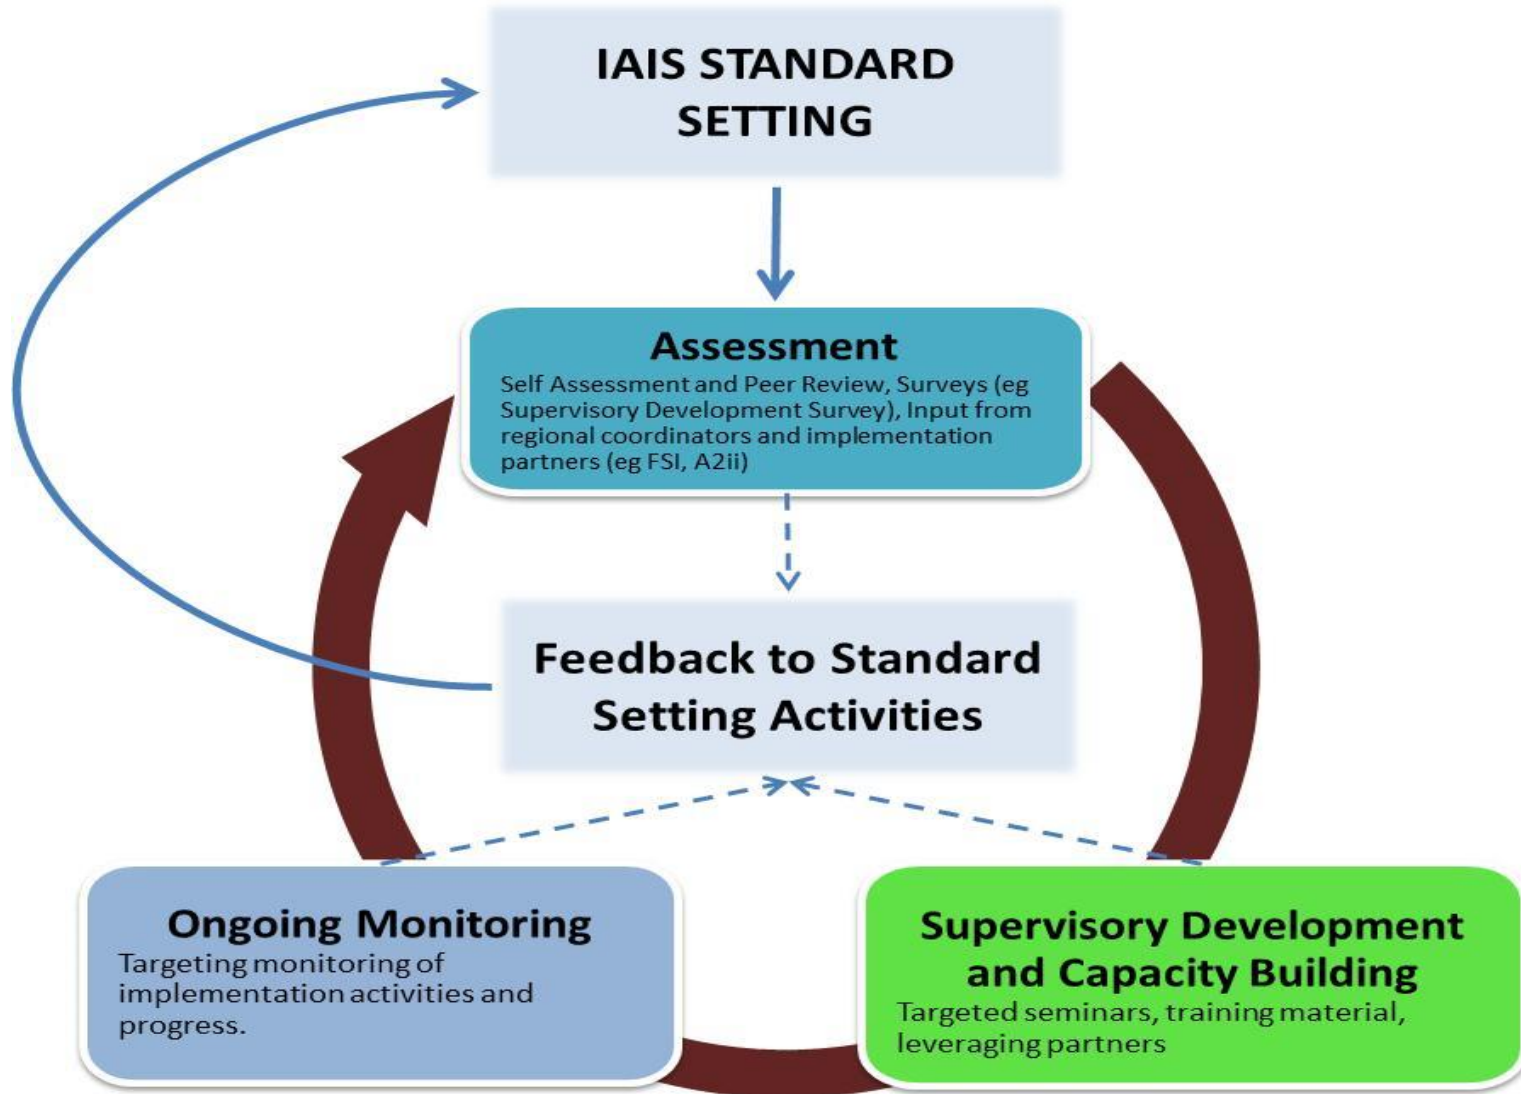 IAIS STANDARD
SETTING
Assessment
Self Assessment and Peer Review, Surveys (eg
Supervisory Development Survey), Input from
regional coordinators and implementation
partners (eg FSI, A2ii)
Feedback to Standard
Setting Activities
Ongoing Monitoring
Targeting monitoring of
implementation activities and
progress.
Supervisory Development
and Capacity Building
Targeted seminars, training material,
leveraging partners